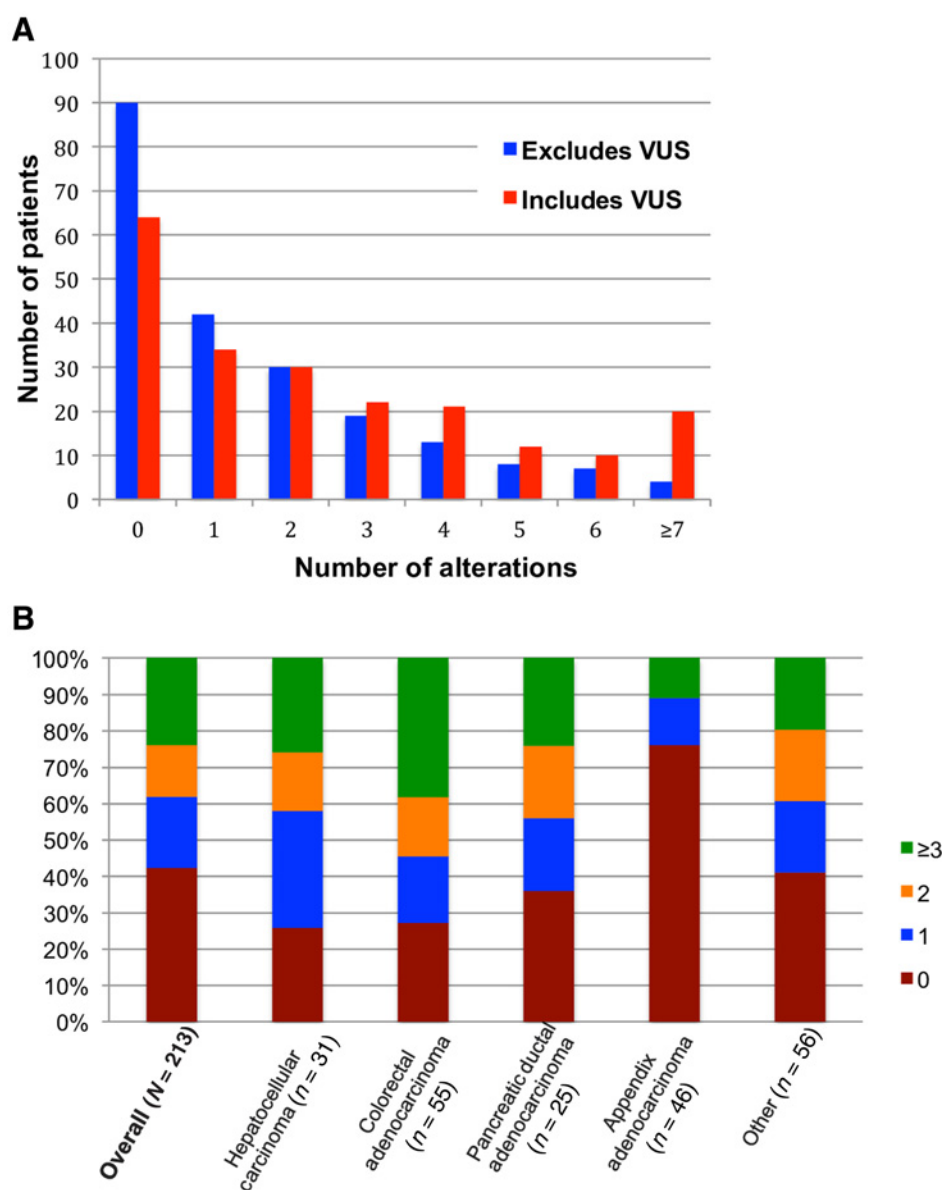 A
100
90
80
70
60
50
40
30
20
10
0
Number of patients
Excludes VUS
Includes VUS
0 1 2 3 4 5 6 ≥7
Number of alterations
B
100%
90%
80%
70%
60%
50%
40%
30%
20%
10%
0%
≥3
2
1
0
Overall (N = 213)
Hepatocellular
carcinoma (n = 31)
Colorectal
adenocarcinoma
(n = 55)
Pancreatic ductal
adenocarcinoma
(n = 25)
Appendix
adenocarcinoma
(n = 46)
Other (n = 56)